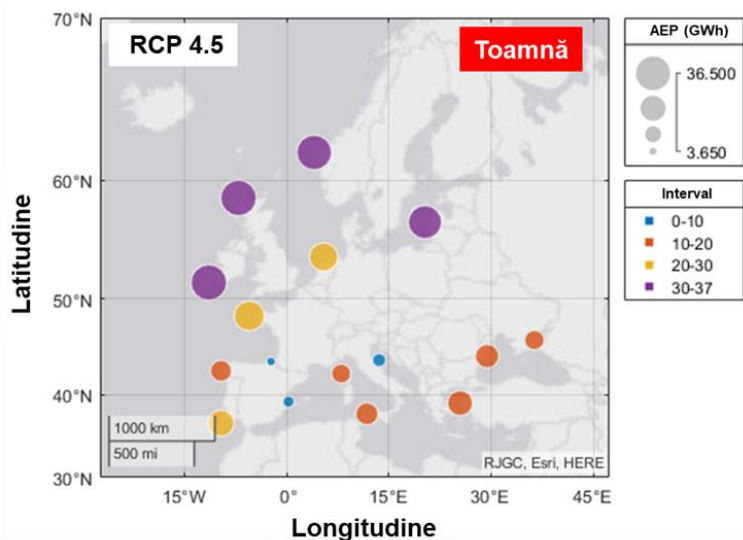 70°N
RCP 4.5
Toamnă
60°N
Latitudine
50°N
40°N
1000 km
500 mi
RJGC, Esri, HERE
30°N
15°W
0°
15°E
30°E
45°E
Longitudine
AEP (GWh)
36.500
3.650
Interval
0-10
10-20
20-30
30-37